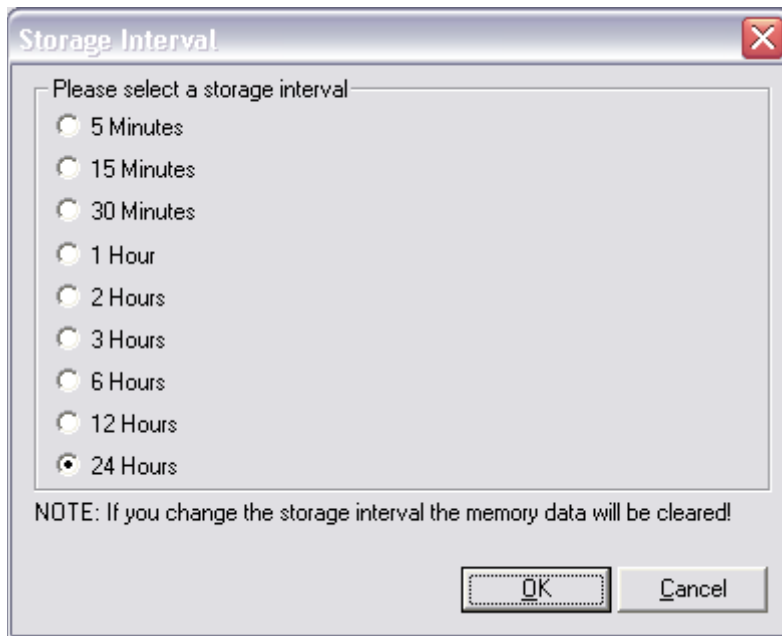 Storage Interval
Please select a storage interval
5 Minutes
15 Minutes
30 Minutes
1 Hour
2 Hours
3 Hours
6 Hours
12 Hours
24 Hours
NOTE: If you change the storage interval the memory data will be cleared!
OK
Cancel